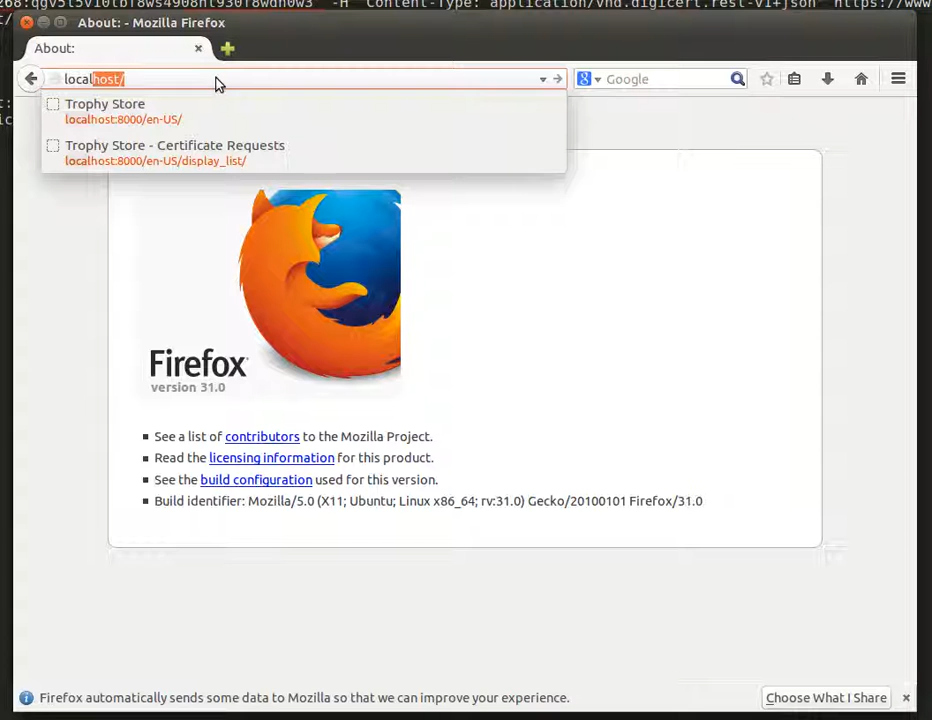 -H "Content-Type: application/vnd.digicert.rest-v1+json" https://www
About: - Mozilla Firefox
About:
localhost/
Google
Trophy Store
localhost:8000/en-US/
Trophy Store - Certificate Requests
localhost:8000/en-US/display_list/
Firefox
version 31.0
See a list of contributors to the Mozilla Project.
Read the licensing information for this product.
See the build configuration used for this version.
Build identifier: Mozilla/5.0 (X11; Ubuntu; Linux x86_64; rv:31.0) Gecko/20100101 Firefox/31.0
Firefox automatically sends some data to Mozilla so that we can improve your experience.
Choose What I Share